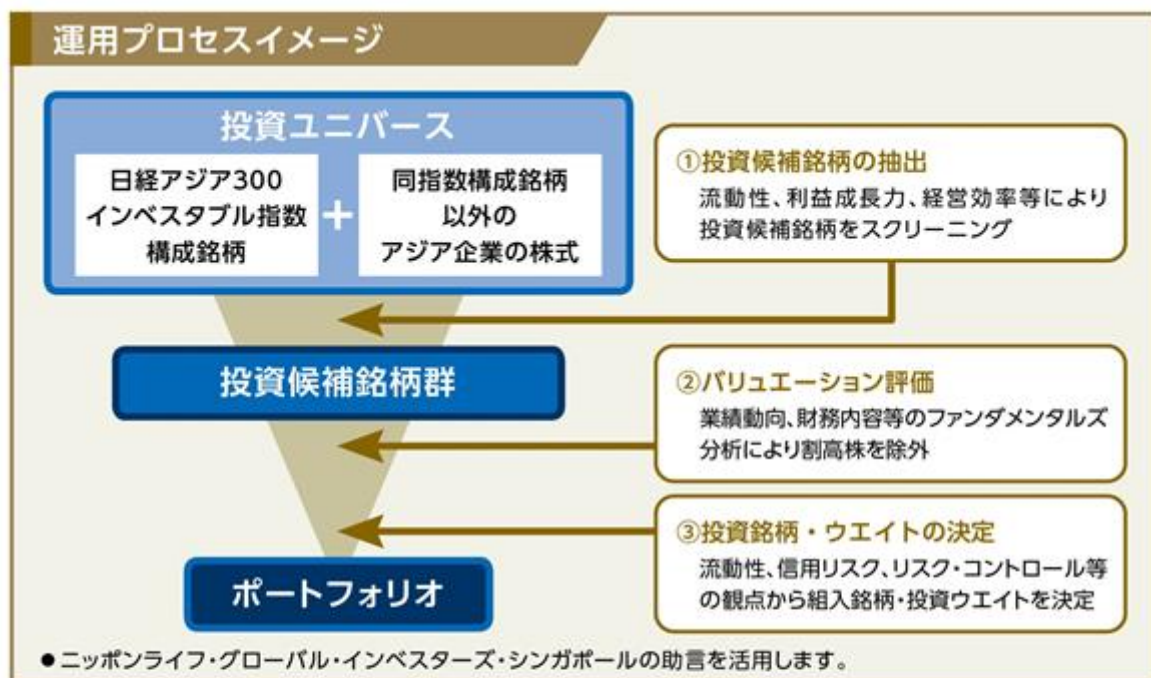 運用プロセスイメージ
投資ユニバース
日経アジア300
インベスタブル指数
構成銘柄
+
同指数構成銘柄
以外の
アジア企業の株式
①投資候補銘柄の抽出
流動性、利益成長力、経営効率等により
投資候補銘柄をスクリーニング
投資候補銘柄群
②バリュエーション評価
業績動向、財務内容等のファンダメンタルズ
分析により割高株を除外
③投資銘柄・ウエイトの決定
流動性、信用リスク、リスク・コントロール等
の観点から組入銘柄・投資ウエイトを決定
ポートフォリオ
●ニッポンライフ・グローバル・インベスターズ・シンガポールの助言を活用します。